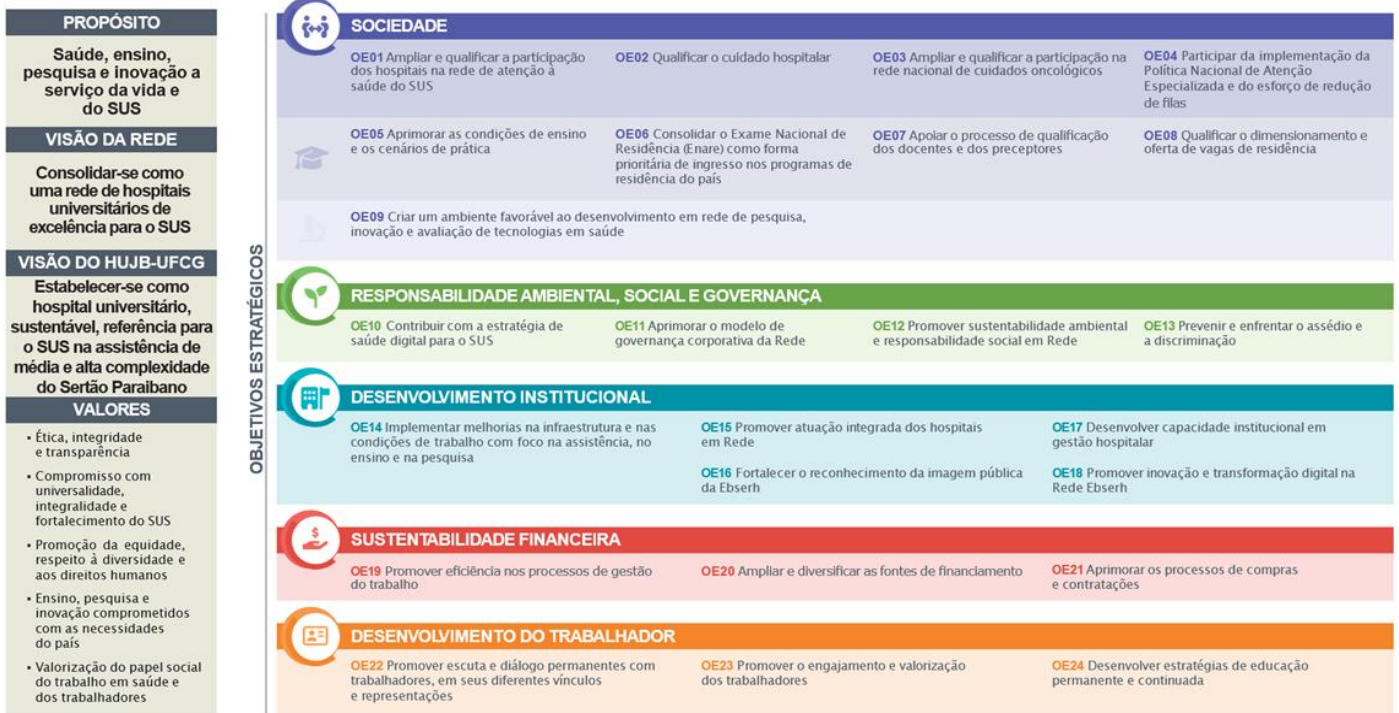 PROPÓSITO
Saúde, ensino,
pesquisa e inovação a
serviço da vida e
do SUS
VISÃO DA REDE
Consolidar-se como
uma rede de hospitais
universitários de
excelência para o SUS
VISÃO DO HUJB-UFCG
Estabelecer-se como
hospital universitário,
sustentável, referência para
o SUS na assistência de
média e alta complexidade
do Sertão Paraibano
VALORES
▪ Ética, integridade
e transparência
▪ Compromisso com
universalidade,
integralidade e
fortalecimento do SUS
▪ Promoção da equidade,
respeito à diversidade e
aos direitos humanos
▪ Ensino, pesquisa e
inovação comprometidos
com as necessidades
do país
▪ Valorização do papel social
do trabalho em saúde e
dos trabalhadores
OBJETIVOS ESTRATÉGICOS
SOCIEDADE
OE01 Ampliar e qualificar a participação
dos hospitais na rede de atenção à
saúde do SUS
OE02 Qualificar o cuidado hospitalar
OE03 Ampliar e qualificar a participação na
rede nacional de cuidados oncológicos
OE04 Participar da implementação da
Política Nacional de Atenção
Especializada e do esforço de redução
de filas
OE05 Aprimorar as condições de ensino
e os cenários de prática
OE06 Consolidar o Exame Nacional de
Residência (Enare) como forma
prioritária de ingresso nos programas de
residência do país
OE07 Apoiar o processo de qualificação
dos docentes e dos preceptores
OE08 Qualificar o dimensionamento e
oferta de vagas de residência
OE09 Criar um ambiente favorável ao desenvolvimento em rede de pesquisa,
inovação e avaliação de tecnologias em saúde
RESPONSABILIDADE AMBIENTAL, SOCIAL E GOVERNANÇA
OE10 Contribuir com a estratégia de
saúde digital para o SUS
OE11 Aprimorar o modelo de
governança corporativa da Rede
OE12 Promover sustentabilidade ambiental
e responsabilidade social em Rede
OE13 Prevenir e enfrentar o assédio e
a discriminação
DESENVOLVIMENTO INSTITUCIONAL
OE14 Implementar melhorias na infraestrutura e nas
condições de trabalho com foco na assistência, no
ensino e na pesquisa
OE15 Promover atuação integrada dos hospitais
em Rede
OE16 Fortalecer o reconhecimento da imagem pública
da Ebserh
OE17 Desenvolver capacidade institucional em
gestão hospitalar
OE18 Promover inovação e transformação digital na
Rede Ebserh
SUSTENTABILIDADE FINANCEIRA
OE19 Promover eficiência nos processos de gestão
do trabalho
OE20 Ampliar e diversificar as fontes de financiamento
OE21 Aprimorar os processos de compras
e contratações
DESENVOLVIMENTO DO TRABALHADOR
OE22 Promover escuta e diálogo permanentes com
trabalhadores, em seus diferentes vínculos
e representações
OE23 Promover o engajamento e valorização
dos trabalhadores
OE24 Desenvolver estratégias de educação
permanente e continuada